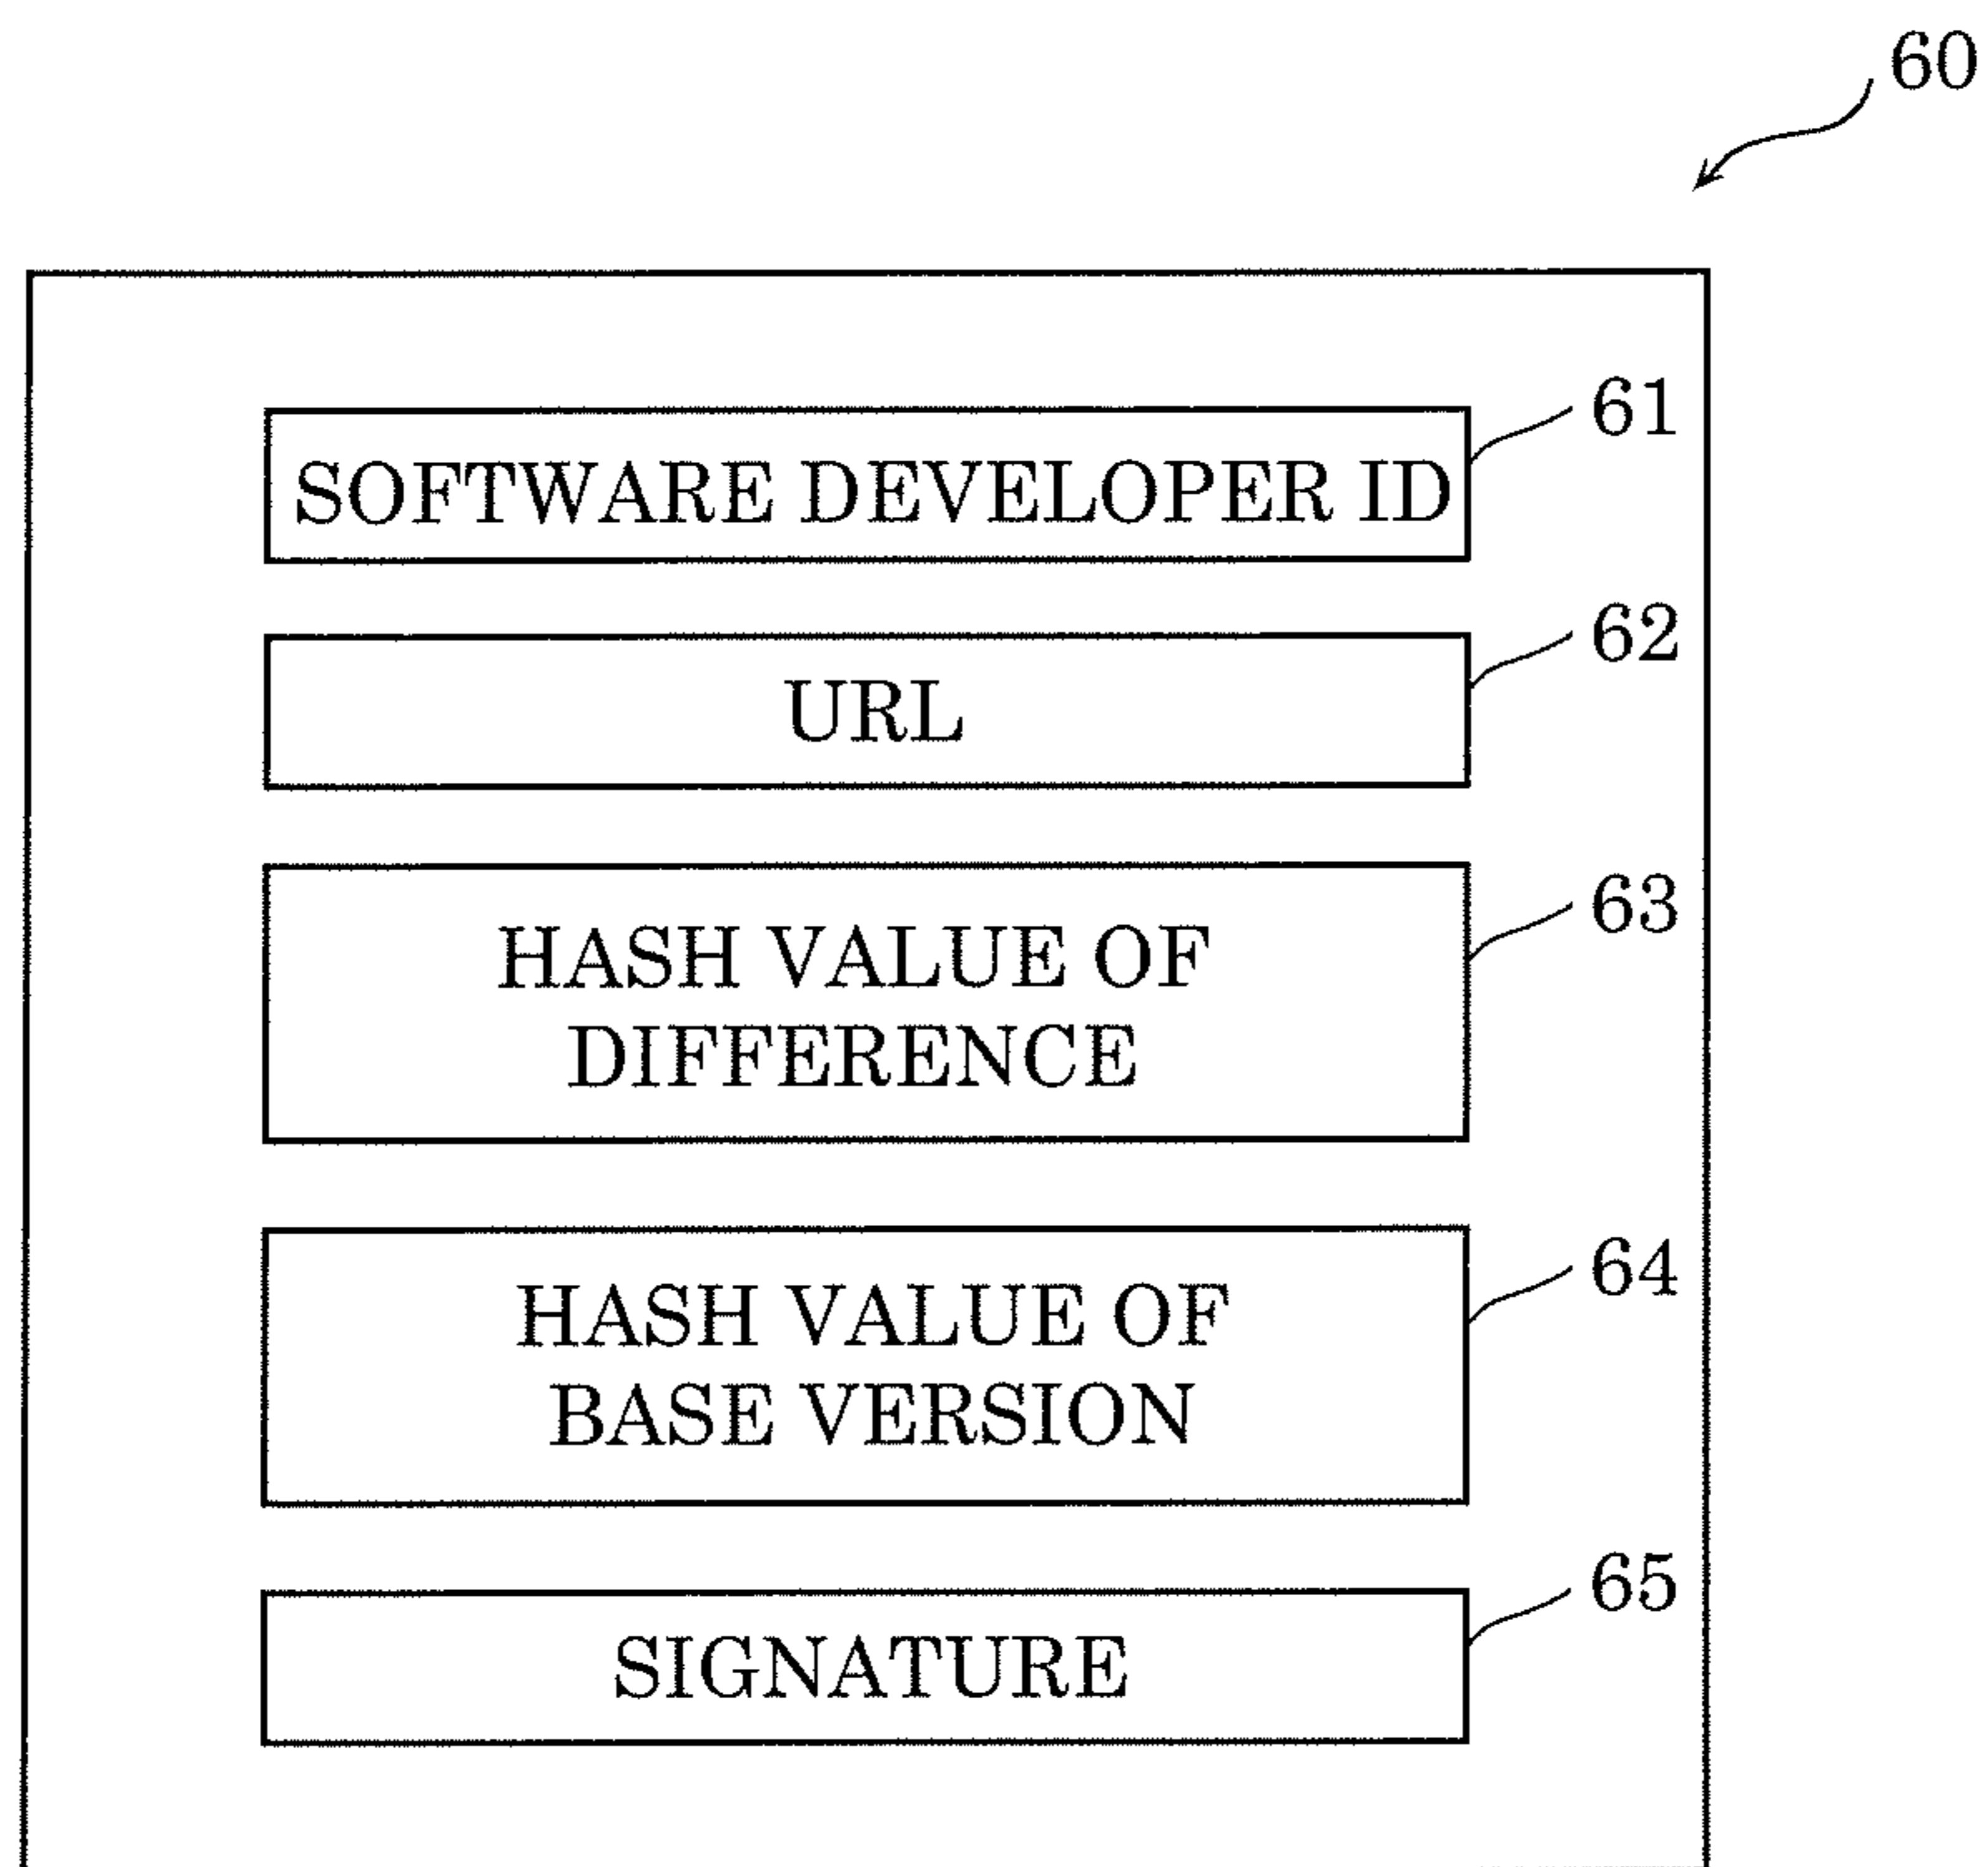 60
61
SOFTWARE DEVELOPER ID
62
URL
63
HASH VALUE OF
DIFFERENCE
64
HASH VALUE OF
BASE VERSION
65
SIGNATURE